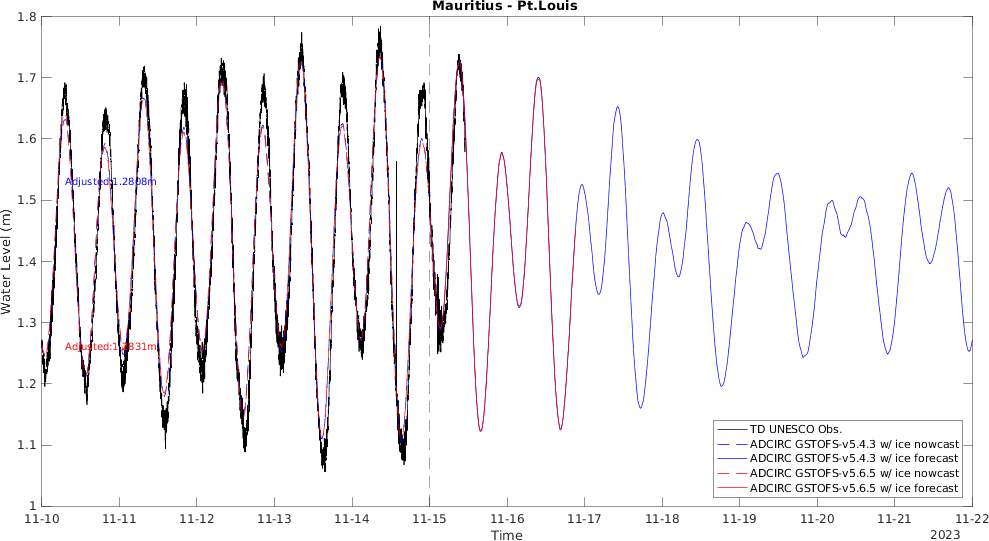 Mauritius - Pt.Louis
1.8
1.7
1.6
1.5
1.4
1.3
1.2
1.1
1
Water Level (m)
Adjusted:1.2808m
Adjusted:1.2831m
TD UNESCO Obs.
ADCIRC GSTOFS-v5.4.3 w/ ice nowcast
ADCIRC GSTOFS-v5.4.3 w/ ice forecast
ADCIRC GSTOFS-v5.6.5 w/ ice nowcast
ADCIRC GSTOFS-v5.6.5 w/ ice forecast
11-10 11-11 11-12 11-13 11-14 11-15 11-16 11-17 11-18 11-19 11-20 11-21 11-22
Time
2023